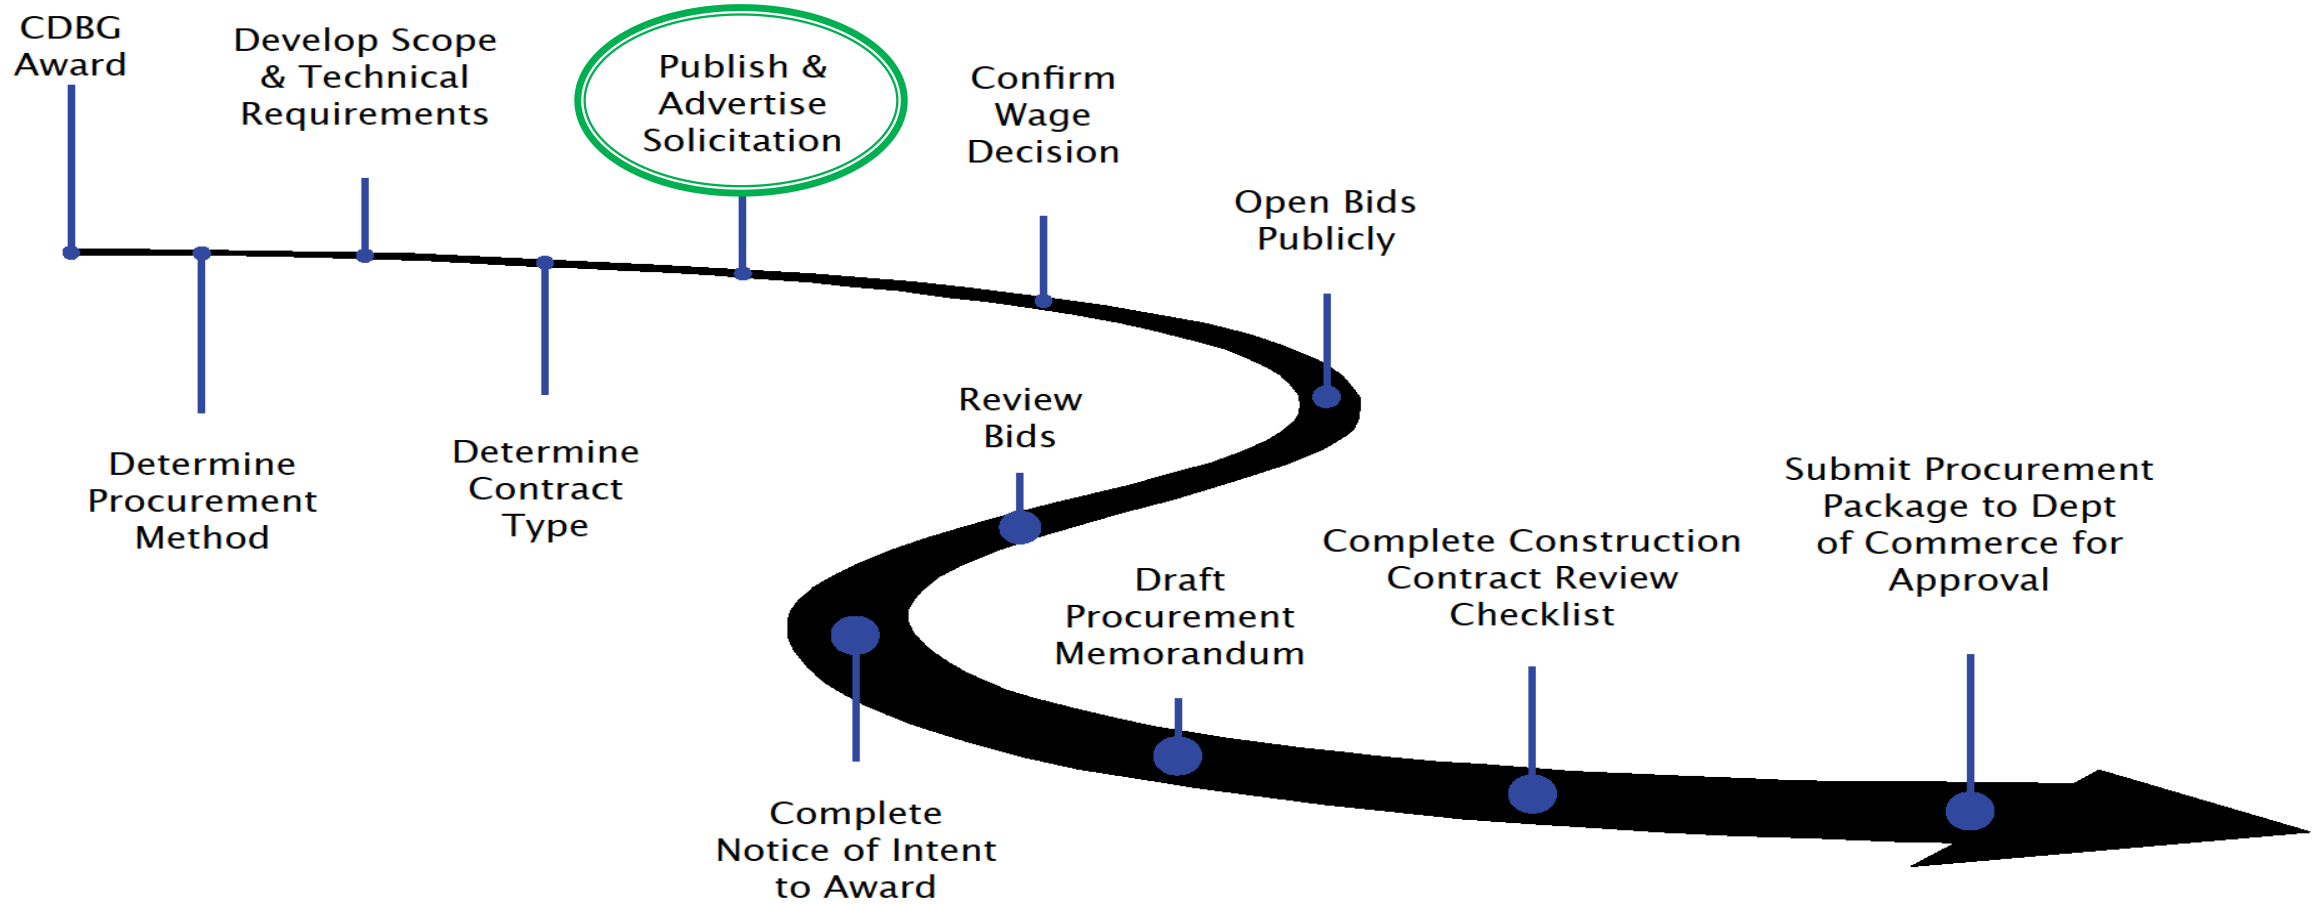 CDBG
Award
Determine
Procurement
Method
Develop Scope
& Technical
Requirements
Determine
Contract
Type
Publish &
Advertise
Solicitation
Confirm
Wage
Decision
Open Bids
Publicly
Review
Bids
Complete
Notice of Intent
to Award
Draft
Procurement
Memorandum
Complete Construction
Contract Review
Checklist
Submit Procurement
Package to Dept
of Commerce for
Approval